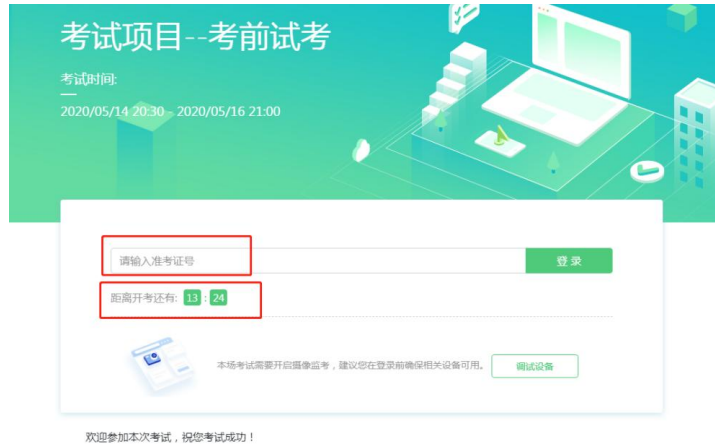 考试项目--考前试考
考试时间:
2020/05/14 20:30 - 2020/05/16 21:00
请输入准考证号
登录
距离开考还有: 13 : 24
本场考试需要开启摄像监考，建议您在登录前确保相关设备可用。
调试设备
欢迎参加本次考试，祝您考试成功！